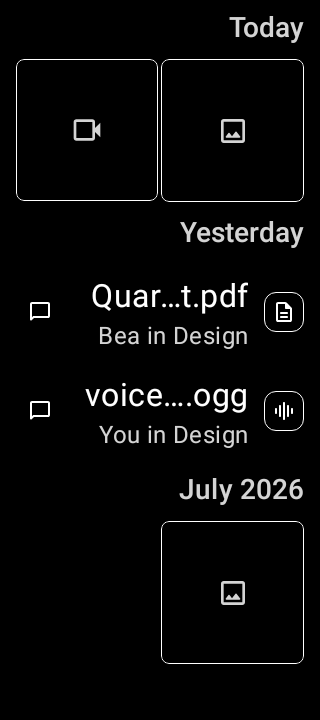 Today
Yesterday
Quar…t.pdf
Bea in Design
voice….ogg
You in Design
July 2026